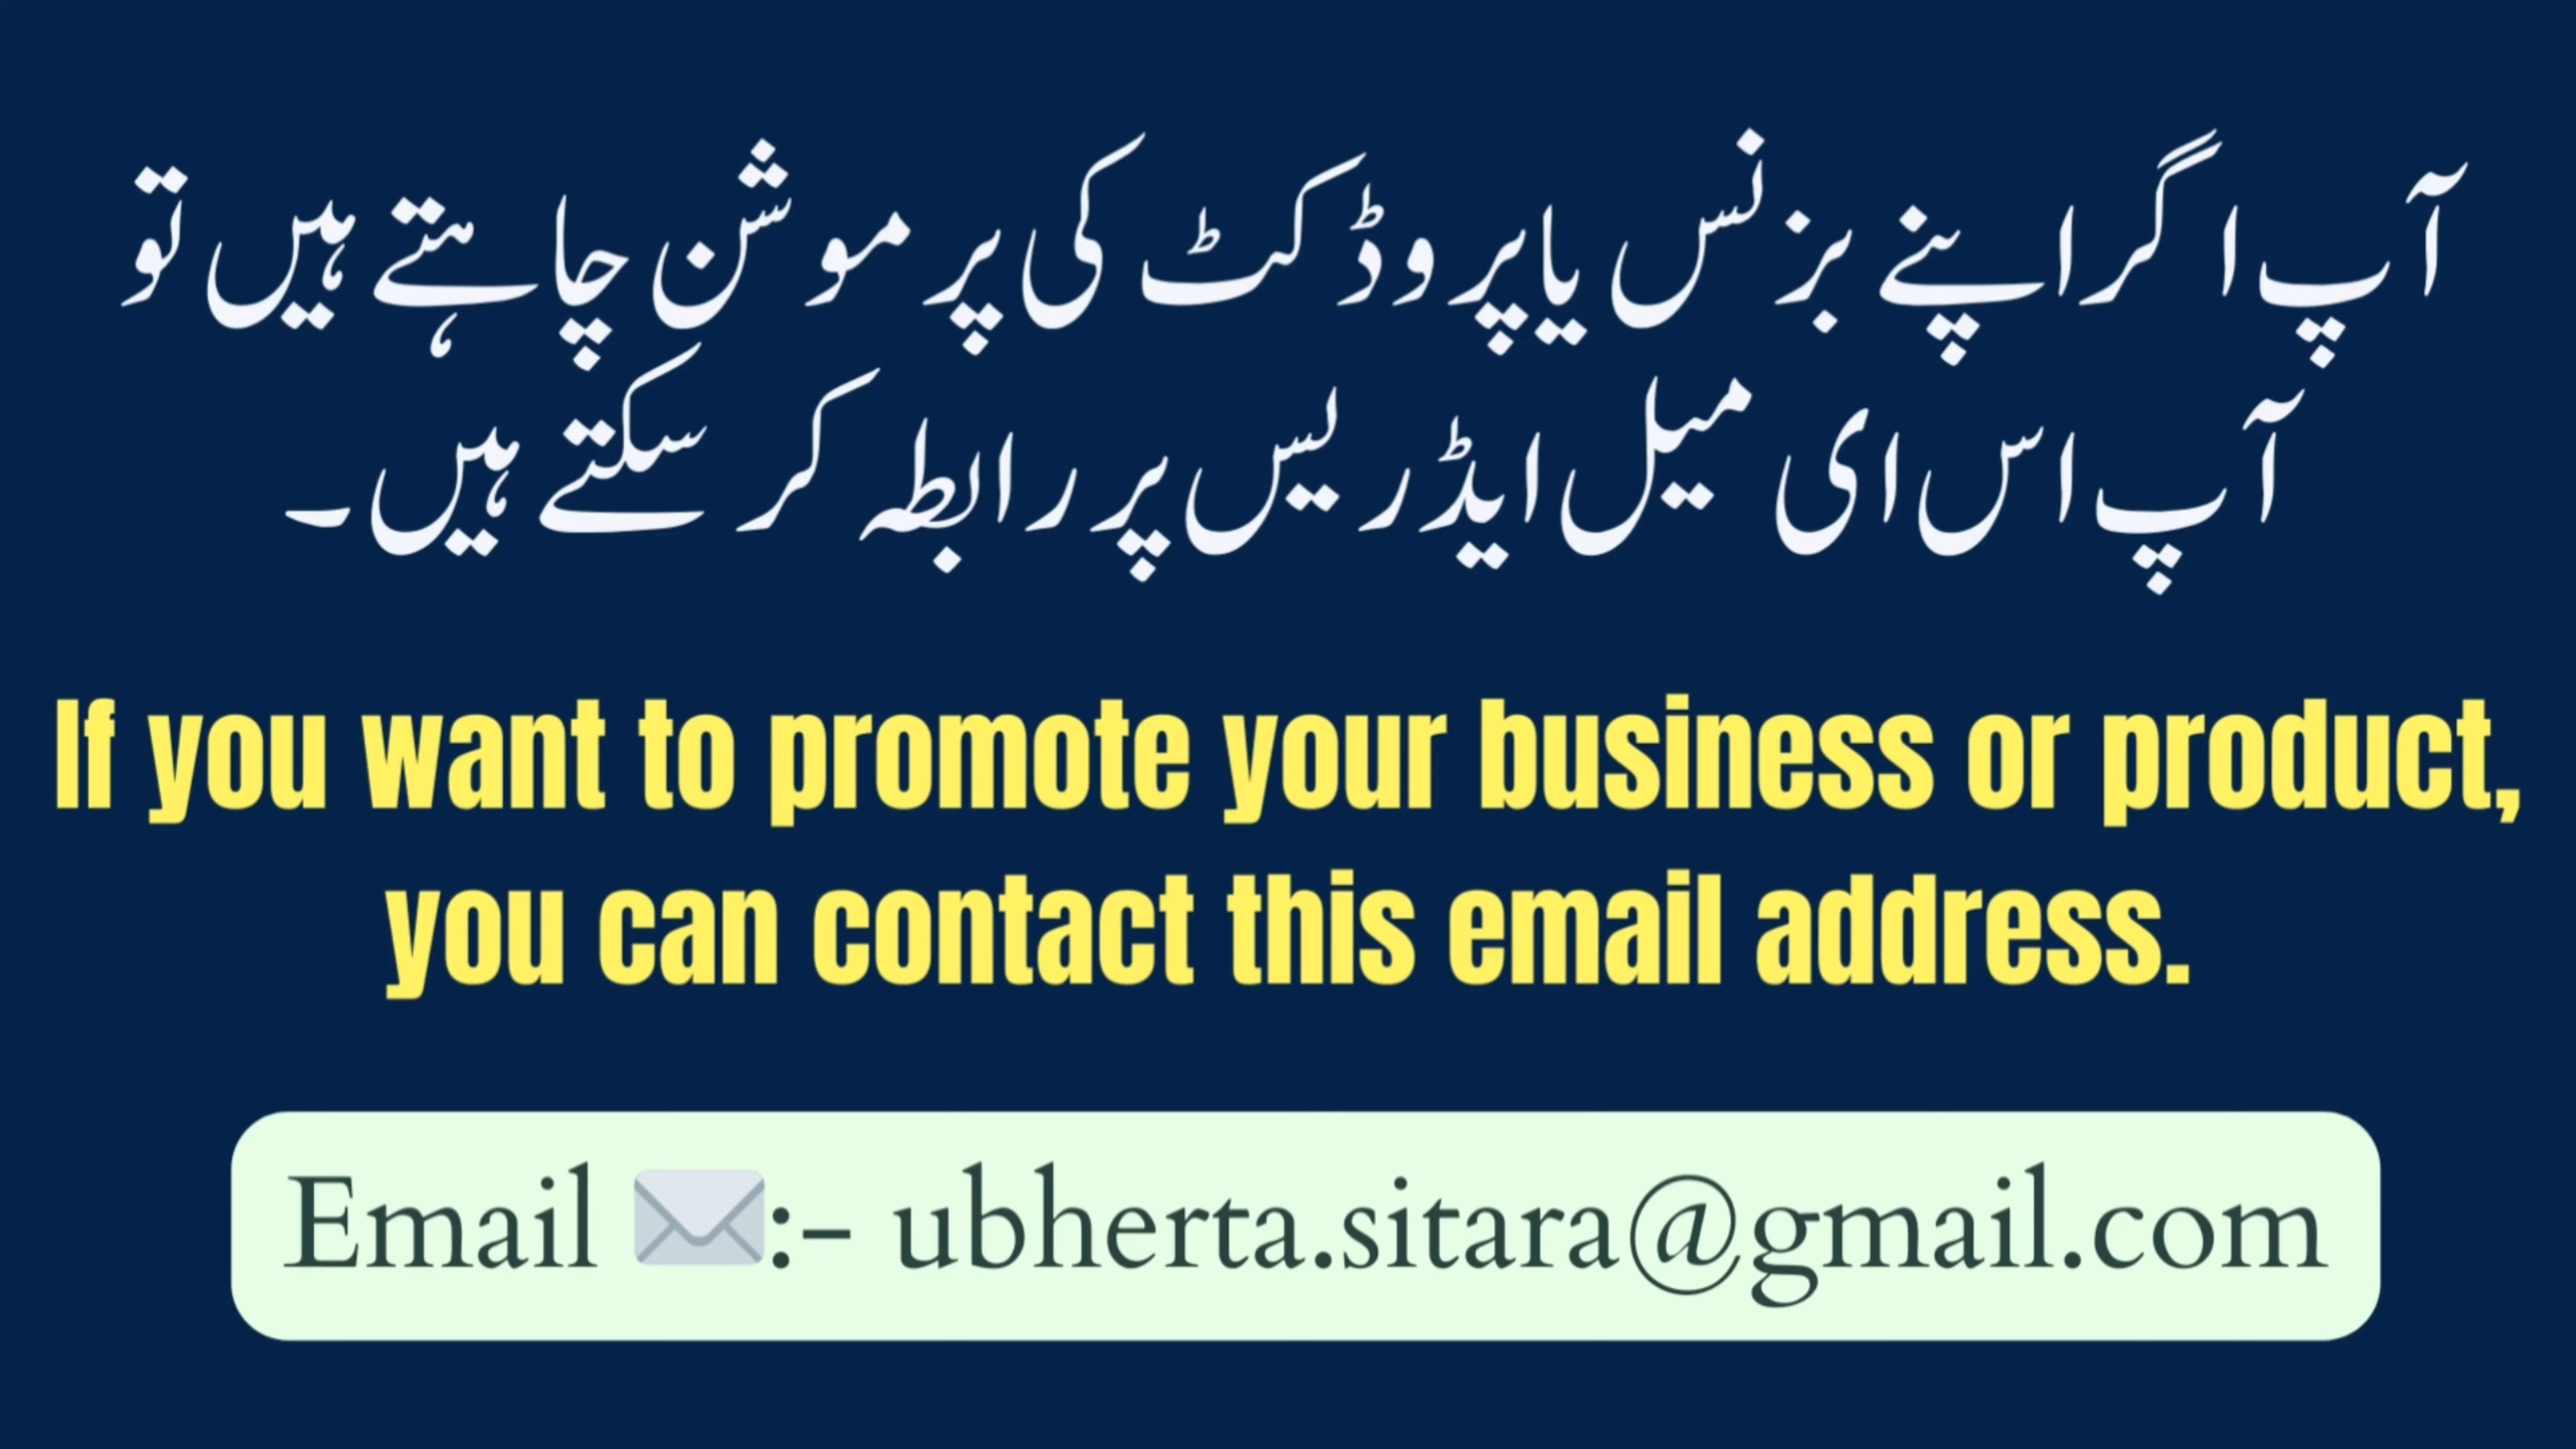 آپ اگر اپنے بزنس یا پروڈکٹ کی پرموشن چاہتے ہیں تو
آپ اس ای میل ایڈریس پر رابطہ کر سکتے ہیں۔
If you want to promote your business or product,
you can contact this email address.
Email ✉️:- ubherta.sitara@gmail.com